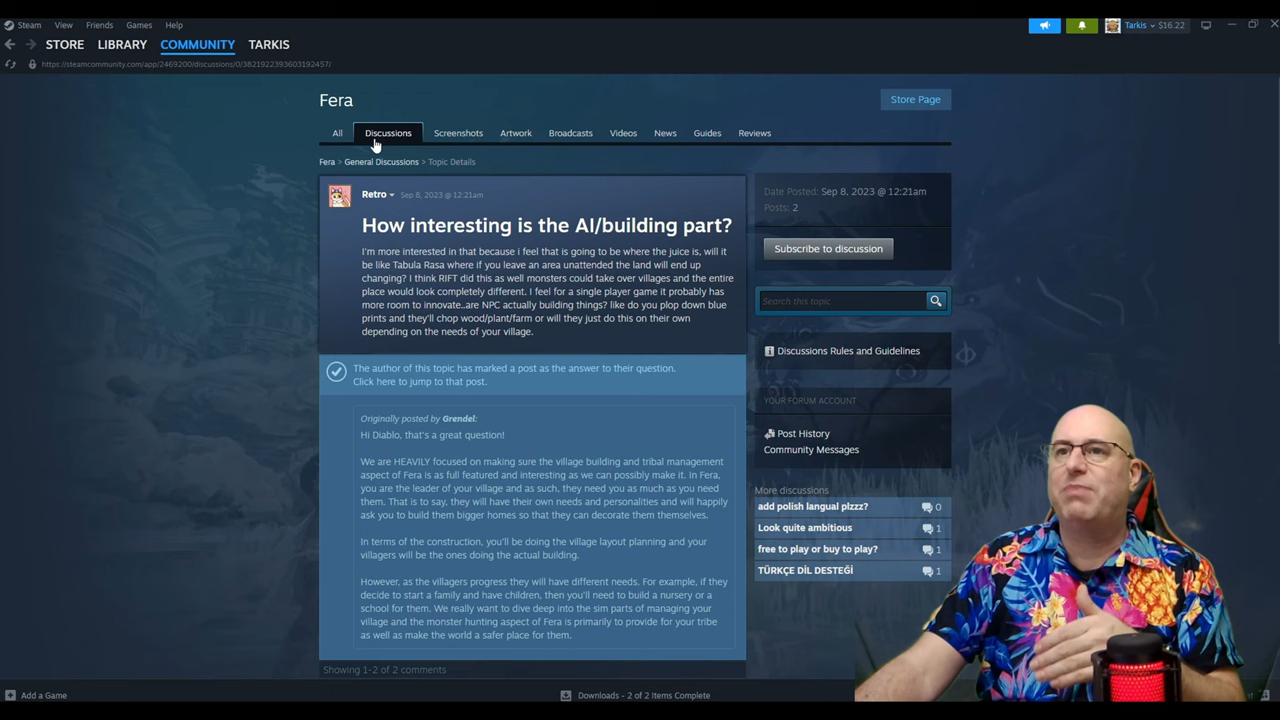 Steam View Friends Games Help
Tarkis $16.22
STORE LIBRARY COMMUNITY TARKIS
https://steamcommunity.com/app/2469200/discussions/0/3821922393603192457/
Fera
Store Page
All Discussions Screenshots Artwork Broadcasts Videos News Guides Reviews
Fera > General Discussions > Topic Details
Retro Sep 8, 2023 @ 12:21am
How interesting is the AI/building part?
I'm more interested in that because i feel that is going to be where the juice is, will it
be like Tabula Rasa where if you leave an area unattended the land will end up
changing? I think RIFT did this as well monsters could take over villages and the entire
place would look completely different. I feel for a single player game it probably has
more room to innovate..are NPC actually building things? like do you plop down blue
prints and they'll chop wood/plant/farm or will they just do this on their own
depending on the needs of your village.
The author of this topic has marked a post as the answer to their question.
Click here to jump to that post.
Originally posted by Grendel:
Hi Diablo, that's a great question!
We are HEAVILY focused on making sure the village building and tribal management
aspect of Fera is as full featured and interesting as we can possibly make it. In Fera,
you are the leader of your village and as such, they need you as much as you need
them. That is to say, they will have their own needs and personalities and will happily
ask you to build them bigger homes so that they can decorate them themselves.
In terms of the construction, you'll be doing the village layout planning and your
villagers will be the ones doing the actual building.
However, as the villagers progress they will have different needs. For example, if they
decide to start a family and have children, then you'll need to build a nursery or a
school for them. We really want to dive deep into the sim parts of managing your
village and the monster hunting aspect of Fera is primarily to provide for your tribe
as well as make the world a safer place for them.
Showing 1-2 of 2 comments
Date Posted: Sep 8, 2023 @ 12:21am
Posts: 2
Subscribe to discussion
Search this topic
Discussions Rules and Guidelines
YOUR FORUM ACCOUNT
Post History
Community Messages
More discussions
add polish langual plzzz? 0
Look quite ambitious 1
free to play or buy to play? 1
TÜRKÇE DİL DESTEĞİ 1
Add a Game
Downloads - 2 of 2 Items Complete